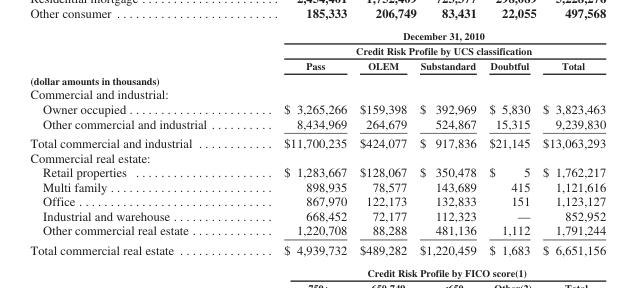 Other consumer . . . . . . . . . . . . . . . . . . . . . . . . . . 185,333 206,749 83,431 22,055 497,568
December 31, 2010
Credit Risk Profile by UCS classification
Pass OLEM Substandard Doubtful Total
(dollar amounts in thousands)
Commercial and industrial:
Owner occupied . . . . . . . . . . . . . . . . . . . . . . . . $ 3,265,266 $159,398 $ 392,969 $ 5,830 $ 3,823,463
Other commercial and industrial . . . . . . . . . . 8,434,969 264,679 524,867 15,315 9,239,830
Total commercial and industrial . . . . . . . . . . . . $11,700,235 $424,077 $ 917,836 $21,145 $13,063,293
Commercial real estate:
Retail properties . . . . . . . . . . . . . . . . . . . . . . . $ 1,283,667 $128,067 $ 350,478 $ 5 $ 1,762,217
Multi family . . . . . . . . . . . . . . . . . . . . . . . . . . . 898,935 78,577 143,689 415 1,121,616
Office . . . . . . . . . . . . . . . . . . . . . . . . . . . . . . . . 867,970 122,173 132,833 151 1,123,127
Industrial and warehouse . . . . . . . . . . . . . . . . 668,452 72,177 112,323 — 852,952
Other commercial real estate . . . . . . . . . . . . . 1,220,708 88,288 481,136 1,112 1,791,244
Total commercial real estate . . . . . . . . . . . . . . . $ 4,939,732 $489,282 $1,220,459 $ 1,683 $ 6,651,156
Credit Risk Profile by FICO score(1)